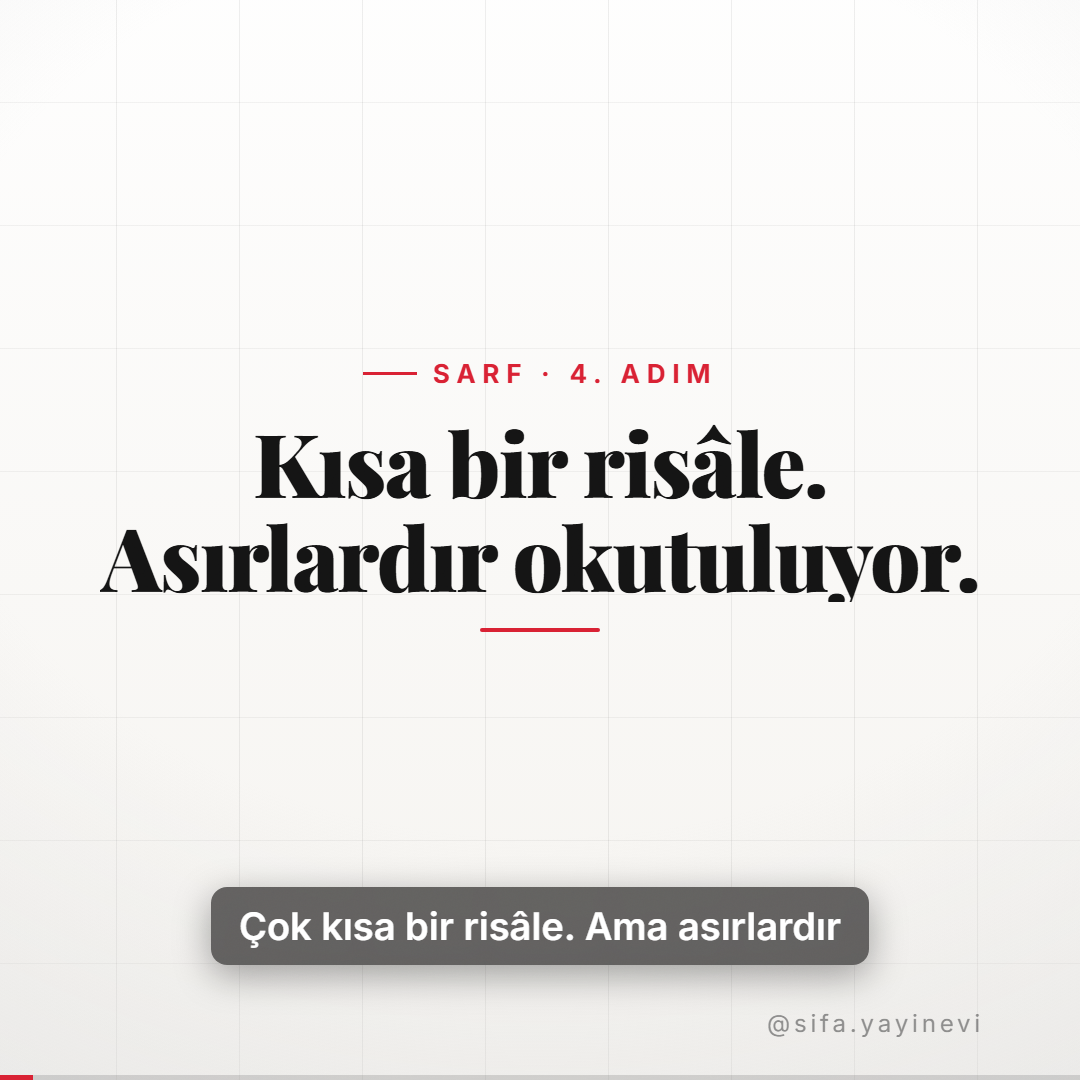 SARF · 4. ADIM
Kısa bir risâle.
Asırlardır okutuluyor.
Çok kısa bir risâle. Ama asırlardır
@sifa.yayinevi